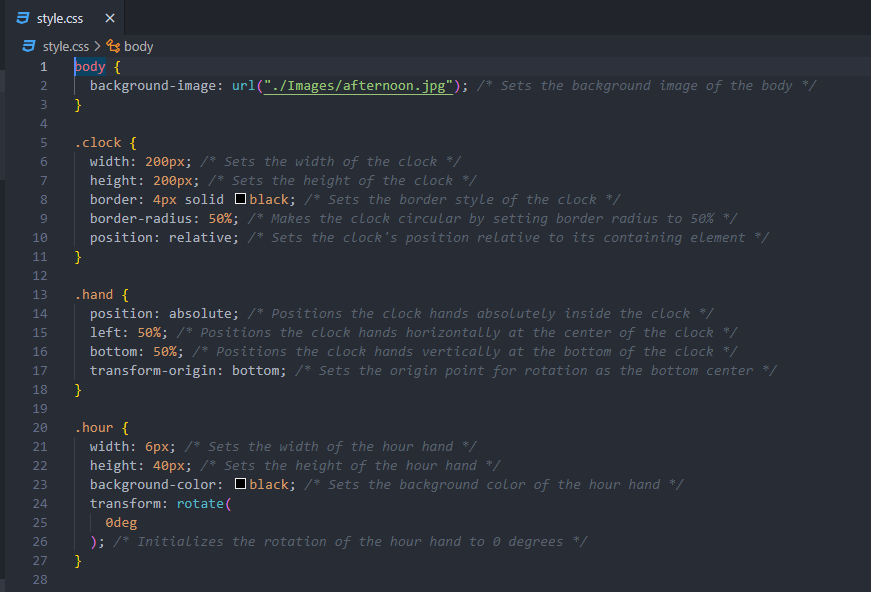 style.css ×
style.css > body
1 body {
2   background-image: url("./Images/afternoon.jpg"); /* Sets the background image of the body */
3 }
4
5 .clock {
6   width: 200px; /* Sets the width of the clock */
7   height: 200px; /* Sets the height of the clock */
8   border: 4px solid black; /* Sets the border style of the clock */
9   border-radius: 50%; /* Makes the clock circular by setting border radius to 50% */
10   position: relative; /* Sets the clock's position relative to its containing element */
11 }
12
13 .hand {
14   position: absolute; /* Positions the clock hands absolutely inside the clock */
15   left: 50%; /* Positions the clock hands horizontally at the center of the clock */
16   bottom: 50%; /* Positions the clock hands vertically at the bottom of the clock */
17   transform-origin: bottom; /* Sets the origin point for rotation as the bottom center */
18 }
19
20 .hour {
21   width: 6px; /* Sets the width of the hour hand */
22   height: 40px; /* Sets the height of the hour hand */
23   background-color: black; /* Sets the background color of the hour hand */
24   transform: rotate(
25     0deg
26   ); /* Initializes the rotation of the hour hand to 0 degrees */
27 }
28